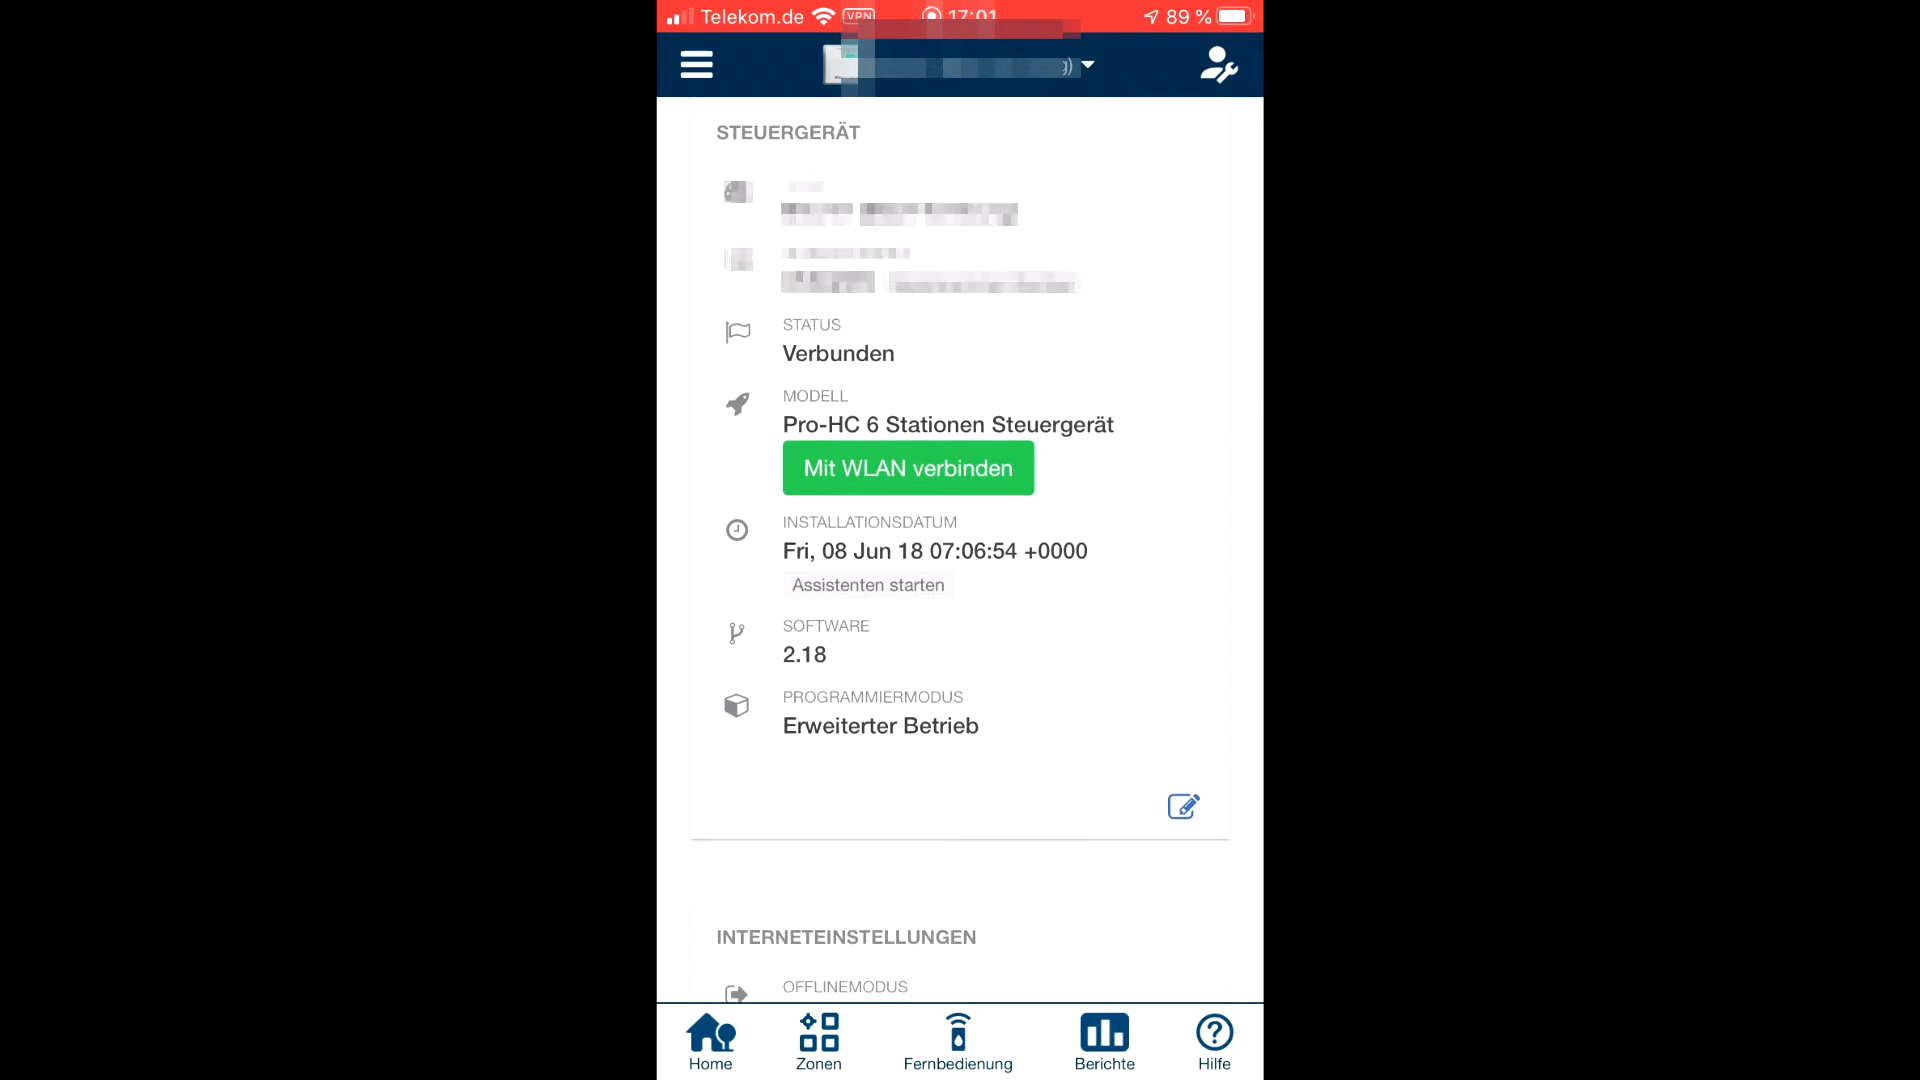 Telekom.de VPN 17:01 89 %
STEUERGERÄT
STATUS
Verbunden
MODELL
Pro-HC 6 Stationen Steuergerät
Mit WLAN verbinden
INSTALLATIONSDATUM
Fri, 08 Jun 18 07:06:54 +0000
Assistenten starten
SOFTWARE
2.18
PROGRAMMIERMODUS
Erweiterter Betrieb
INTERNETEINSTELLUNGEN
OFFLINEMODUS
Home Zonen Fernbedienung Berichte Hilfe